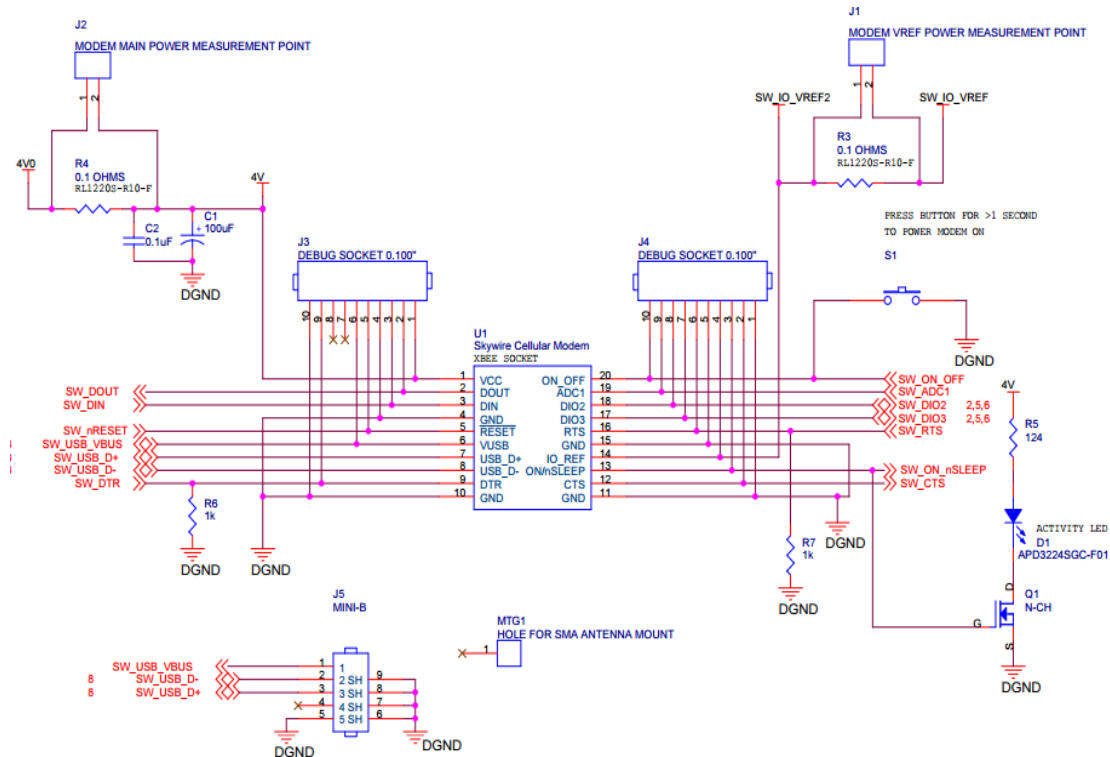 J2
MODEM MAIN POWER MEASUREMENT POINT
1
2
4V0
R4
0.1 OHMS
RL1220S-R10-F
4V
C2
0.1uF
C1
+ 100uF
DGND
J1
MODEM VREF POWER MEASUREMENT POINT
1
2
SW_IO_VREF2
SW_IO_VREF
R3
0.1 OHMS
RL1220S-R10-F
PRESS BUTTON FOR >1 SECOND
TO POWER MODEM ON
S1
DGND
J3
DEBUG SOCKET 0.100"
10
9
8
7
6
5
4
3
2
1
J4
DEBUG SOCKET 0.100"
10
9
8
7
6
5
4
3
2
1
U1
Skywire Cellular Modem
XBEE SOCKET
1 VCC ON_OFF 20
2 DOUT ADC1 19
3 DIN DIO2 18
4 GND DIO3 17
5 RESET RTS 16
6 VUSB GND 15
7 USB_D+ IO_REF 14
8 USB_D- ON/nSLEEP 13
9 DTR CTS 12
10 GND GND 11
SW_DOUT
SW_DIN
SW_nRESET
SW_USB_VBUS
SW_USB_D+
SW_USB_D-
SW_DTR
R6
1k
DGND
DGND
SW_ON_OFF
SW_ADC1
SW_DIO2 2,5,6
SW_DIO3 2,5,6
SW_RTS
SW_ON_nSLEEP
SW_CTS
R7
1k
DGND
DGND
4V
R5
124
ACTIVITY LED
D1
APD3224SGC-F01
Q1
N-CH
D
G
S
DGND
J5
MINI-B
SW_USB_VBUS
8 SW_USB_D-
8 SW_USB_D+
1 1
2 2 SH 9
3 3 SH 8
4 4 SH 7
5 5 SH 6
DGND
DGND
MTG1
HOLE FOR SMA ANTENNA MOUNT
1